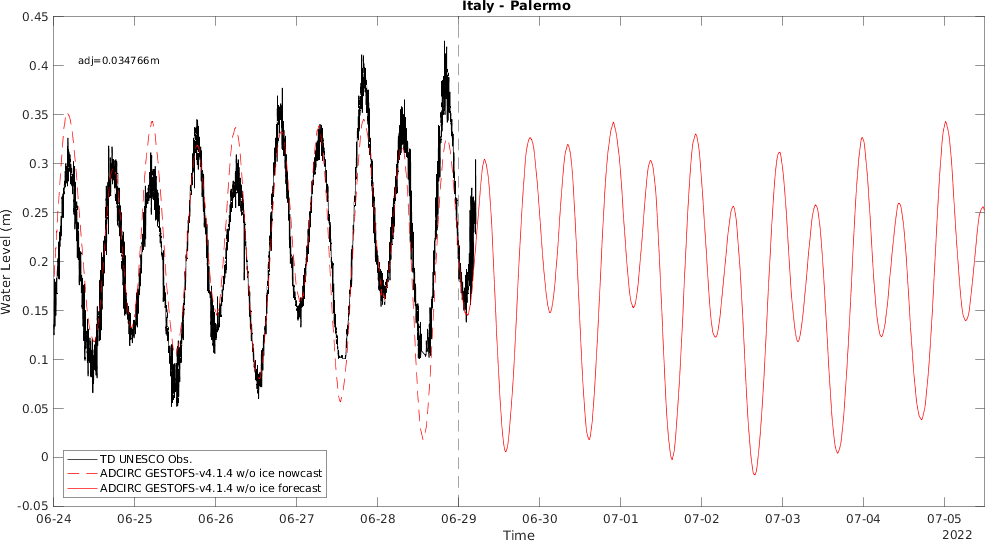 Italy - Palermo
adj=0.034766m
0.45
0.4
0.35
0.3
0.25
0.2
0.15
0.1
0.05
0
-0.05
Water Level (m)
TD UNESCO Obs.
ADCIRC GESTOFS-v4.1.4 w/o ice nowcast
ADCIRC GESTOFS-v4.1.4 w/o ice forecast
06-24 06-25 06-26 06-27 06-28 06-29 06-30 07-01 07-02 07-03 07-04 07-05
Time
2022